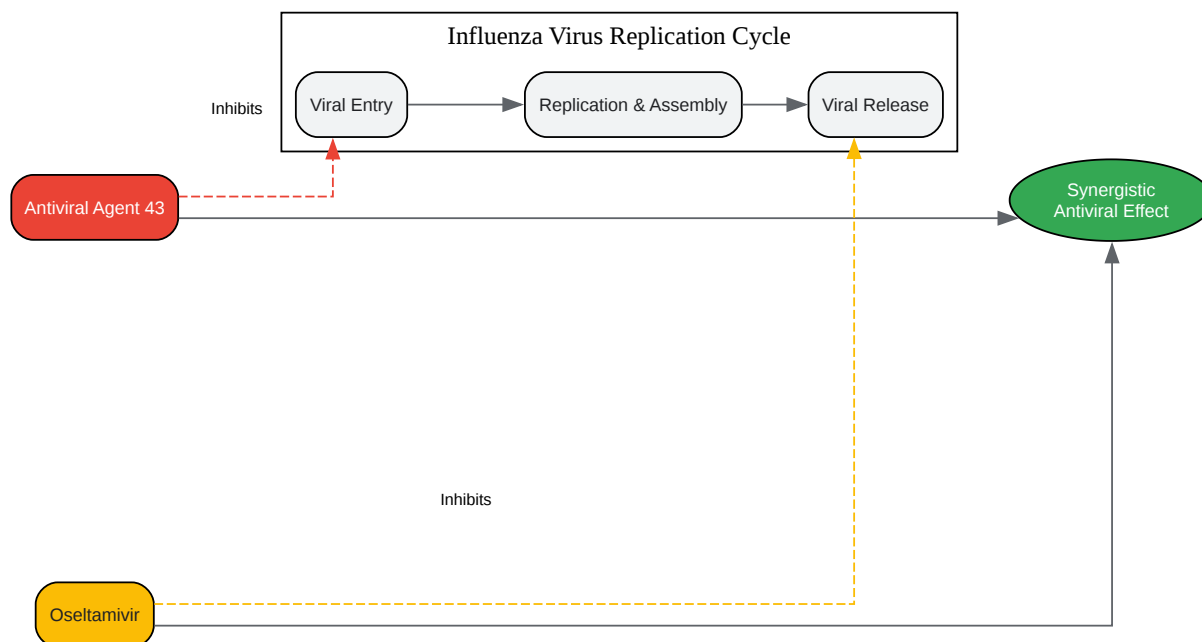 Influenza Virus Replication Cycle
Viral Entry
Replication & Assembly
Viral Release
Inhibits
Antiviral Agent 43
Synergistic
Antiviral Effect
Inhibits
Oseltamivir